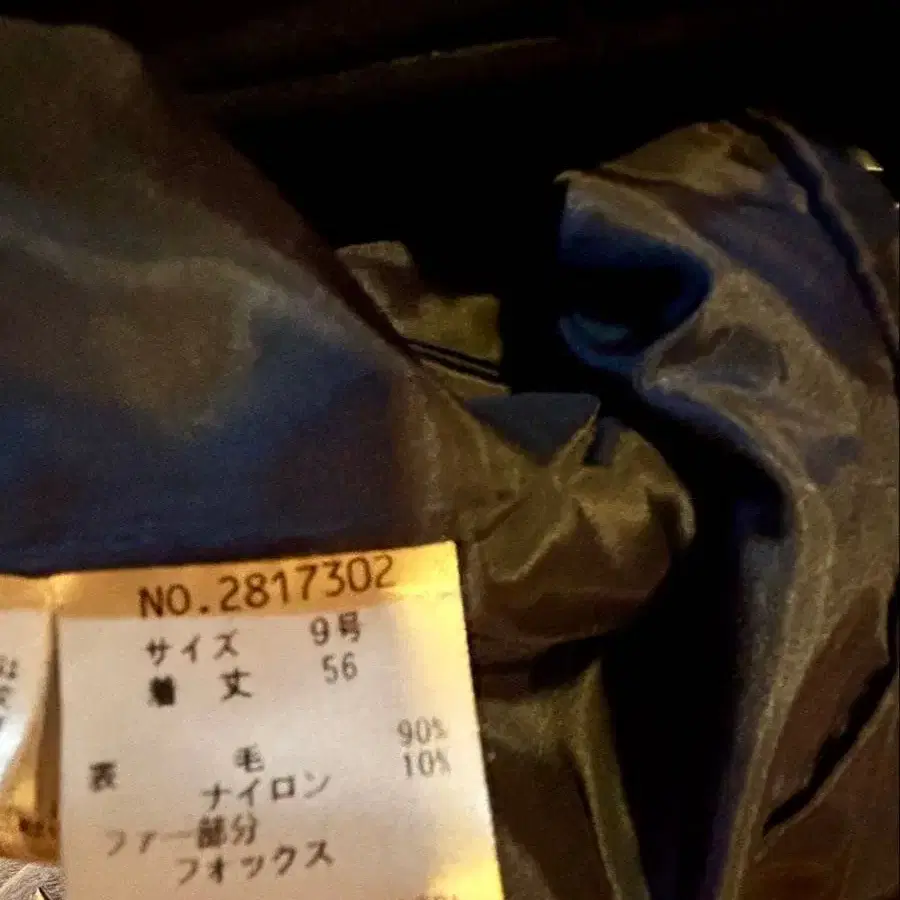 NO.2817302
サイズ 9号
着丈 56
表 毛 90%
ナイロン 10%
ファー部分
フォックス